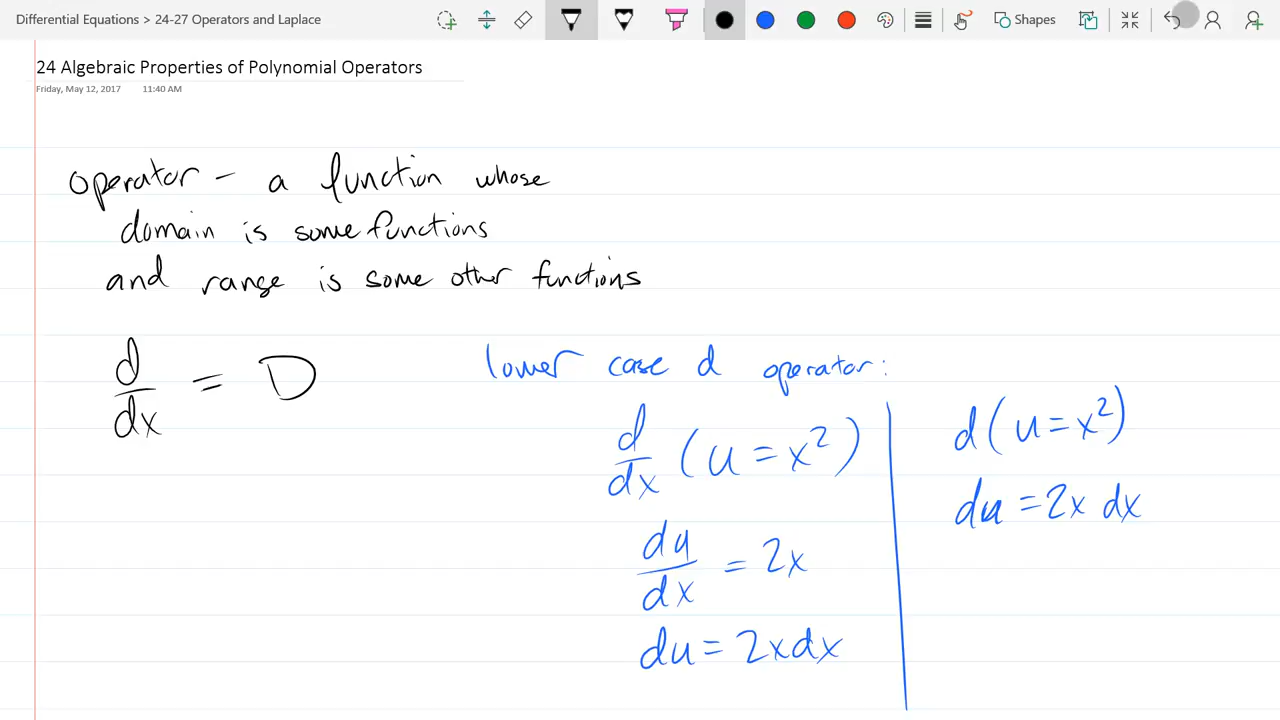 Differential Equations > 24-27 Operators and Laplace
Shapes
24 Algebraic Properties of Polynomial Operators
Friday, May 12, 2017 11:40 AM
operator - a function whose
domain is some functions
and range is some other functions
d/dx = D
lower case d operator:
d/dx (u = x²)
du/dx = 2x
du = 2x dx
d(u = x²)
du = 2x dx